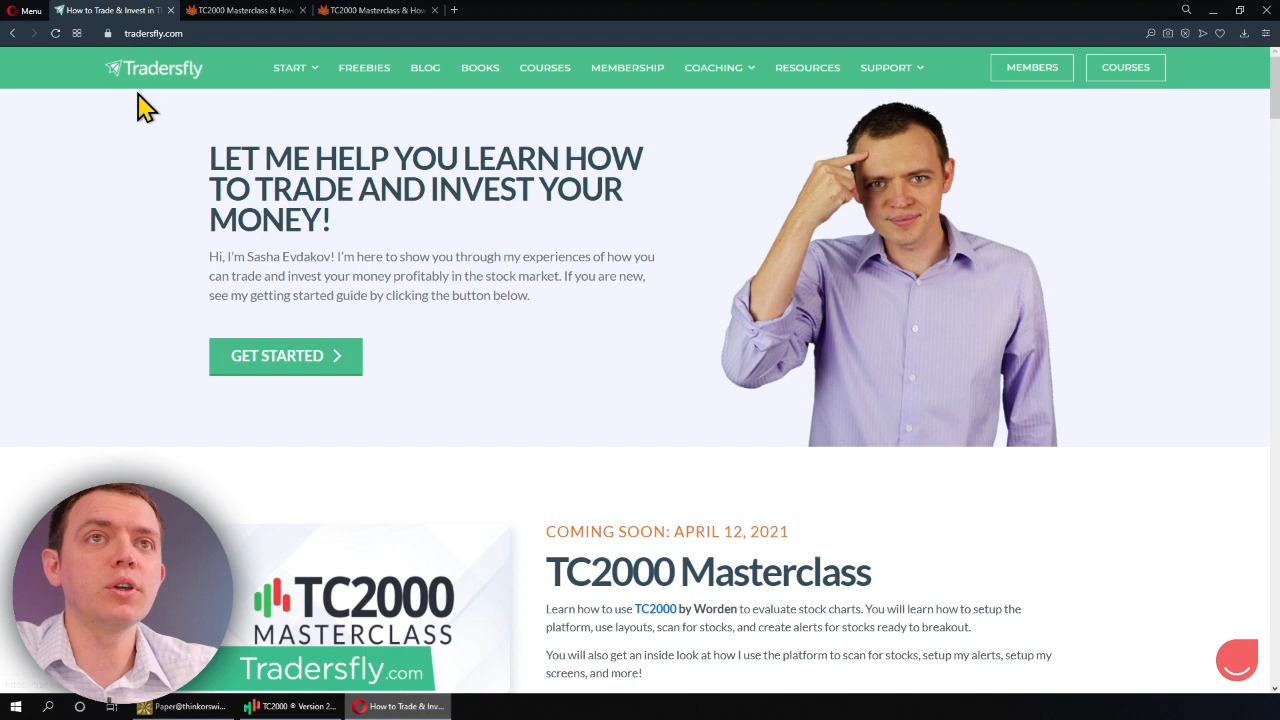 Menu
How to Trade & Invest in T
TC2000 Masterclass & How
TC2000 Masterclass & How
tradersfly.com
Tradersfly
START
FREEBIES
BLOG
BOOKS
COURSES
MEMBERSHIP
COACHING
RESOURCES
SUPPORT
MEMBERS
COURSES
LET ME HELP YOU LEARN HOW
TO TRADE AND INVEST YOUR
MONEY!
Hi, I'm Sasha Evdakov! I'm here to show you through my experiences of how you
can trade and invest your money profitably in the stock market. If you are new,
see my getting started guide by clicking the button below.
GET STARTED
TC2000
MASTERCLASS
Tradersfly.com
COMING SOON: APRIL 12, 2021
TC2000 Masterclass
Learn how to use TC2000 by Worden to evaluate stock charts. You will learn how to setup the
platform, use layouts, scan for stocks, and create alerts for stocks ready to breakout.
You will also get an inside look at how I use the platform to scan for stocks, setup my alerts, setup my
screens, and more!
Paper@thinkorswi...
TC2000 ® Version 2...
How to Trade & Inv...